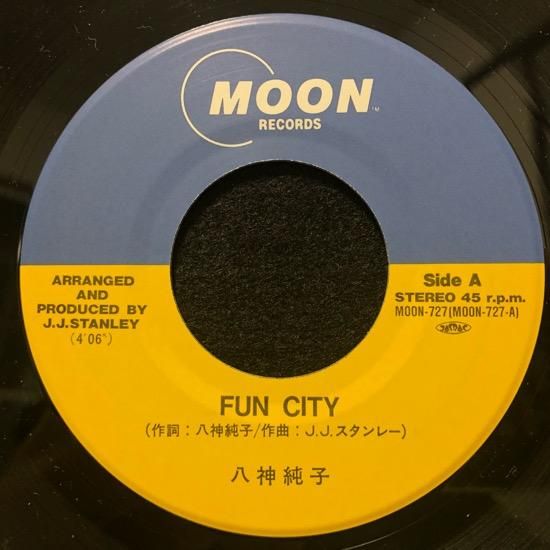 MOON
RECORDS
ARRANGED
AND
PRODUCED BY
J.J.STANLEY
(4'06")
Side A
STEREO 45 r.p.m.
MOON-727(MOON-727-A)
FUN CITY
(作詞：八神純子/作曲：J.J.スタンレー)
八神純子